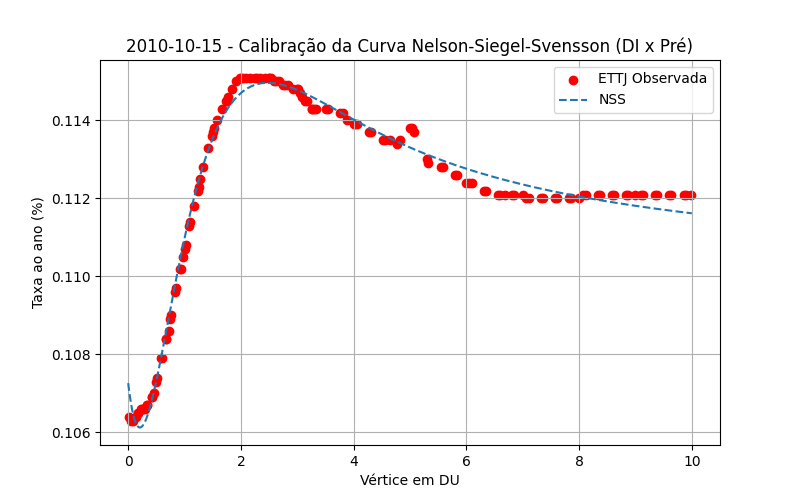 2010-10-15 - Calibração da Curva Nelson-Siegel-Svensson (DI x Pré)
ETTJ Observada
NSS
Taxa ao ano (%)
0.114
0.112
0.110
0.108
0.106
0 2 4 6 8 10
Vértice em DU